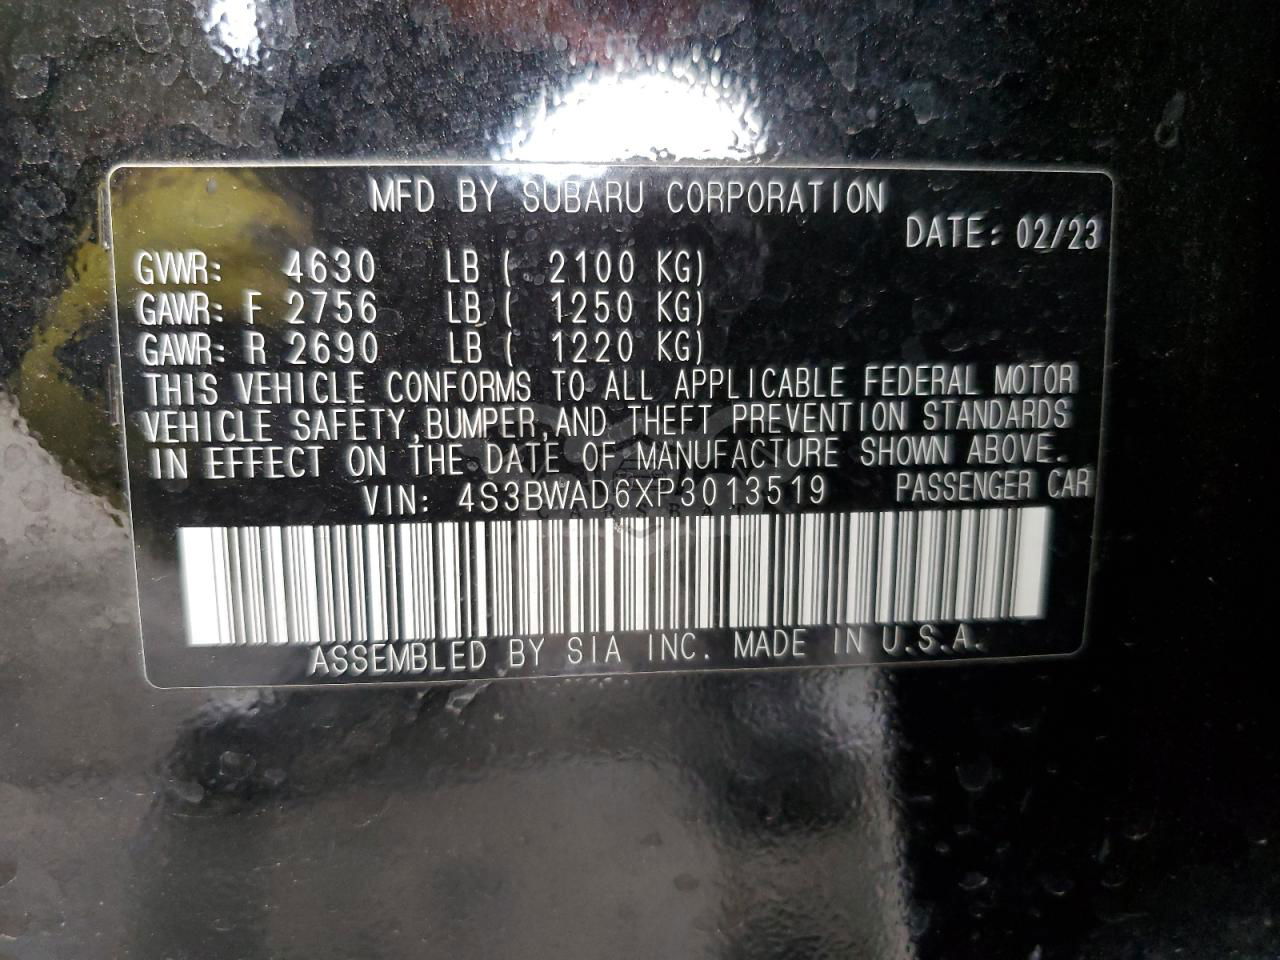 MFD BY SUBARU CORPORATION
DATE: 02/23
GVWR: 4630 LB ( 2100 KG)
GAWR: F 2756 LB ( 1250 KG)
GAWR: R 2690 LB ( 1220 KG)
THIS VEHICLE CONFORMS TO ALL APPLICABLE FEDERAL MOTOR
VEHICLE SAFETY, BUMPER, AND THEFT PREVENTION STANDARDS
IN EFFECT ON THE DATE OF MANUFACTURE SHOWN ABOVE.
VIN: 4S3BWAD6XP3013519 PASSENGER CAR
ASSEMBLED BY SIA INC. MADE IN U.S.A.